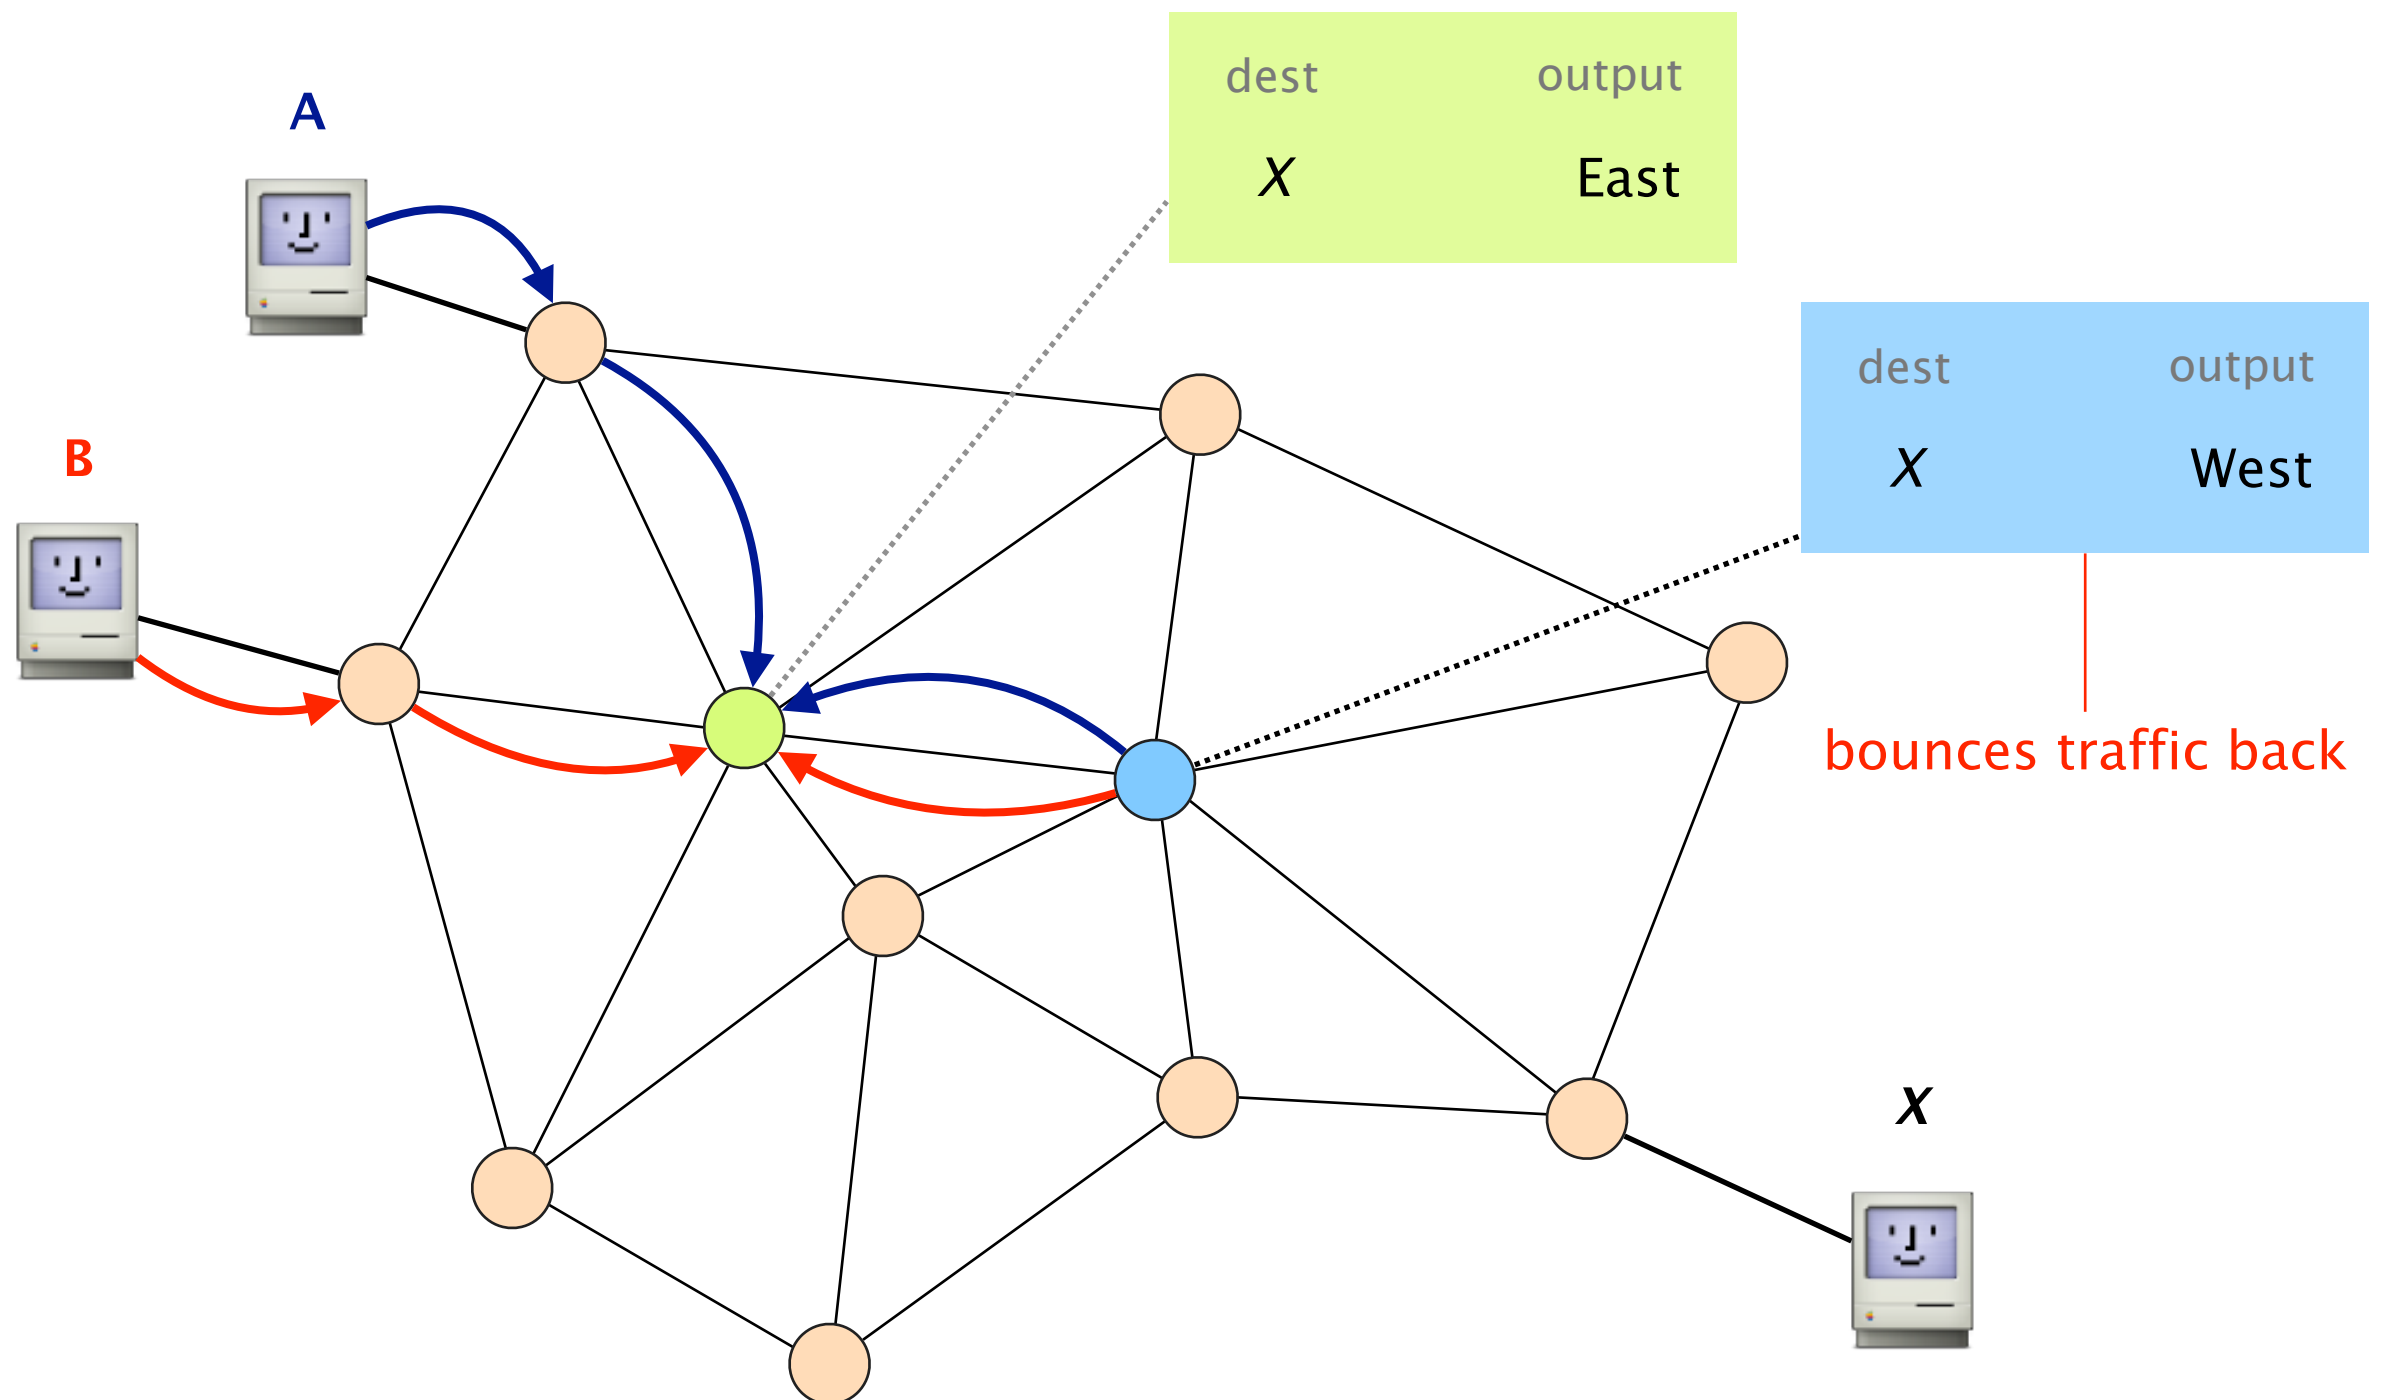 A
dest output
X East
dest output
X West
B
bounces traffic back
X